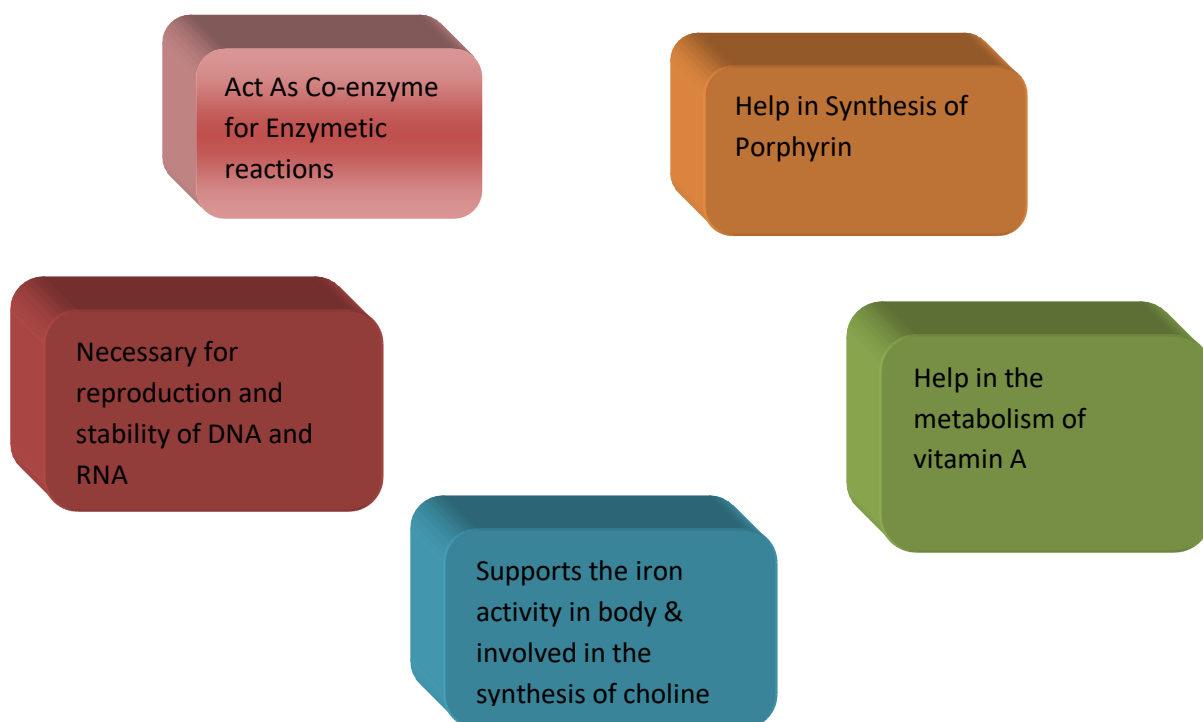 Act As Co-enzyme
for Enzymetic
reactions
Help in Synthesis of
Porphyrin
Necessary for
reproduction and
stability of DNA and
RNA
Help in the
metabolism of
vitamin A
Supports the iron
activity in body &
involved in the
synthesis of choline